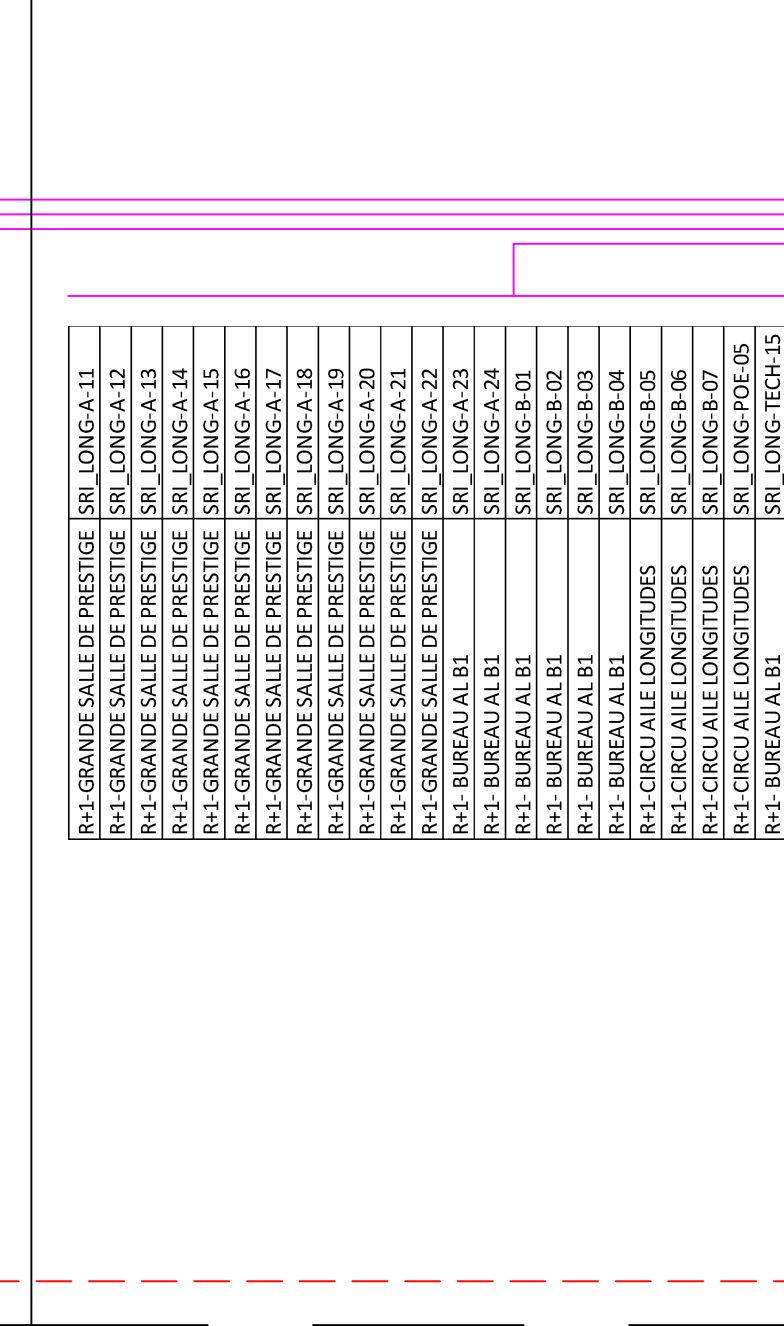 R+1-GRANDE SALLE DE PRESTIGE SRI_LONG-A-11
R+1-GRANDE SALLE DE PRESTIGE SRI_LONG-A-12
R+1-GRANDE SALLE DE PRESTIGE SRI_LONG-A-13
R+1-GRANDE SALLE DE PRESTIGE SRI_LONG-A-14
R+1-GRANDE SALLE DE PRESTIGE SRI_LONG-A-15
R+1-GRANDE SALLE DE PRESTIGE SRI_LONG-A-16
R+1-GRANDE SALLE DE PRESTIGE SRI_LONG-A-17
R+1-GRANDE SALLE DE PRESTIGE SRI_LONG-A-18
R+1-GRANDE SALLE DE PRESTIGE SRI_LONG-A-19
R+1-GRANDE SALLE DE PRESTIGE SRI_LONG-A-20
R+1-GRANDE SALLE DE PRESTIGE SRI_LONG-A-21
R+1-GRANDE SALLE DE PRESTIGE SRI_LONG-A-22
R+1- BUREAU AL B1 SRI_LONG-A-23
R+1- BUREAU AL B1 SRI_LONG-A-24
R+1- BUREAU AL B1 SRI_LONG-B-01
R+1- BUREAU AL B1 SRI_LONG-B-02
R+1- BUREAU AL B1 SRI_LONG-B-03
R+1- BUREAU AL B1 SRI_LONG-B-04
R+1-CIRCU AILE LONGITUDES SRI_LONG-B-05
R+1-CIRCU AILE LONGITUDES SRI_LONG-B-06
R+1-CIRCU AILE LONGITUDES SRI_LONG-B-07
R+1-CIRCU AILE LONGITUDES SRI_LONG-POE-05
R+1- BUREAU AL B1 SRI_LONG-TECH-15